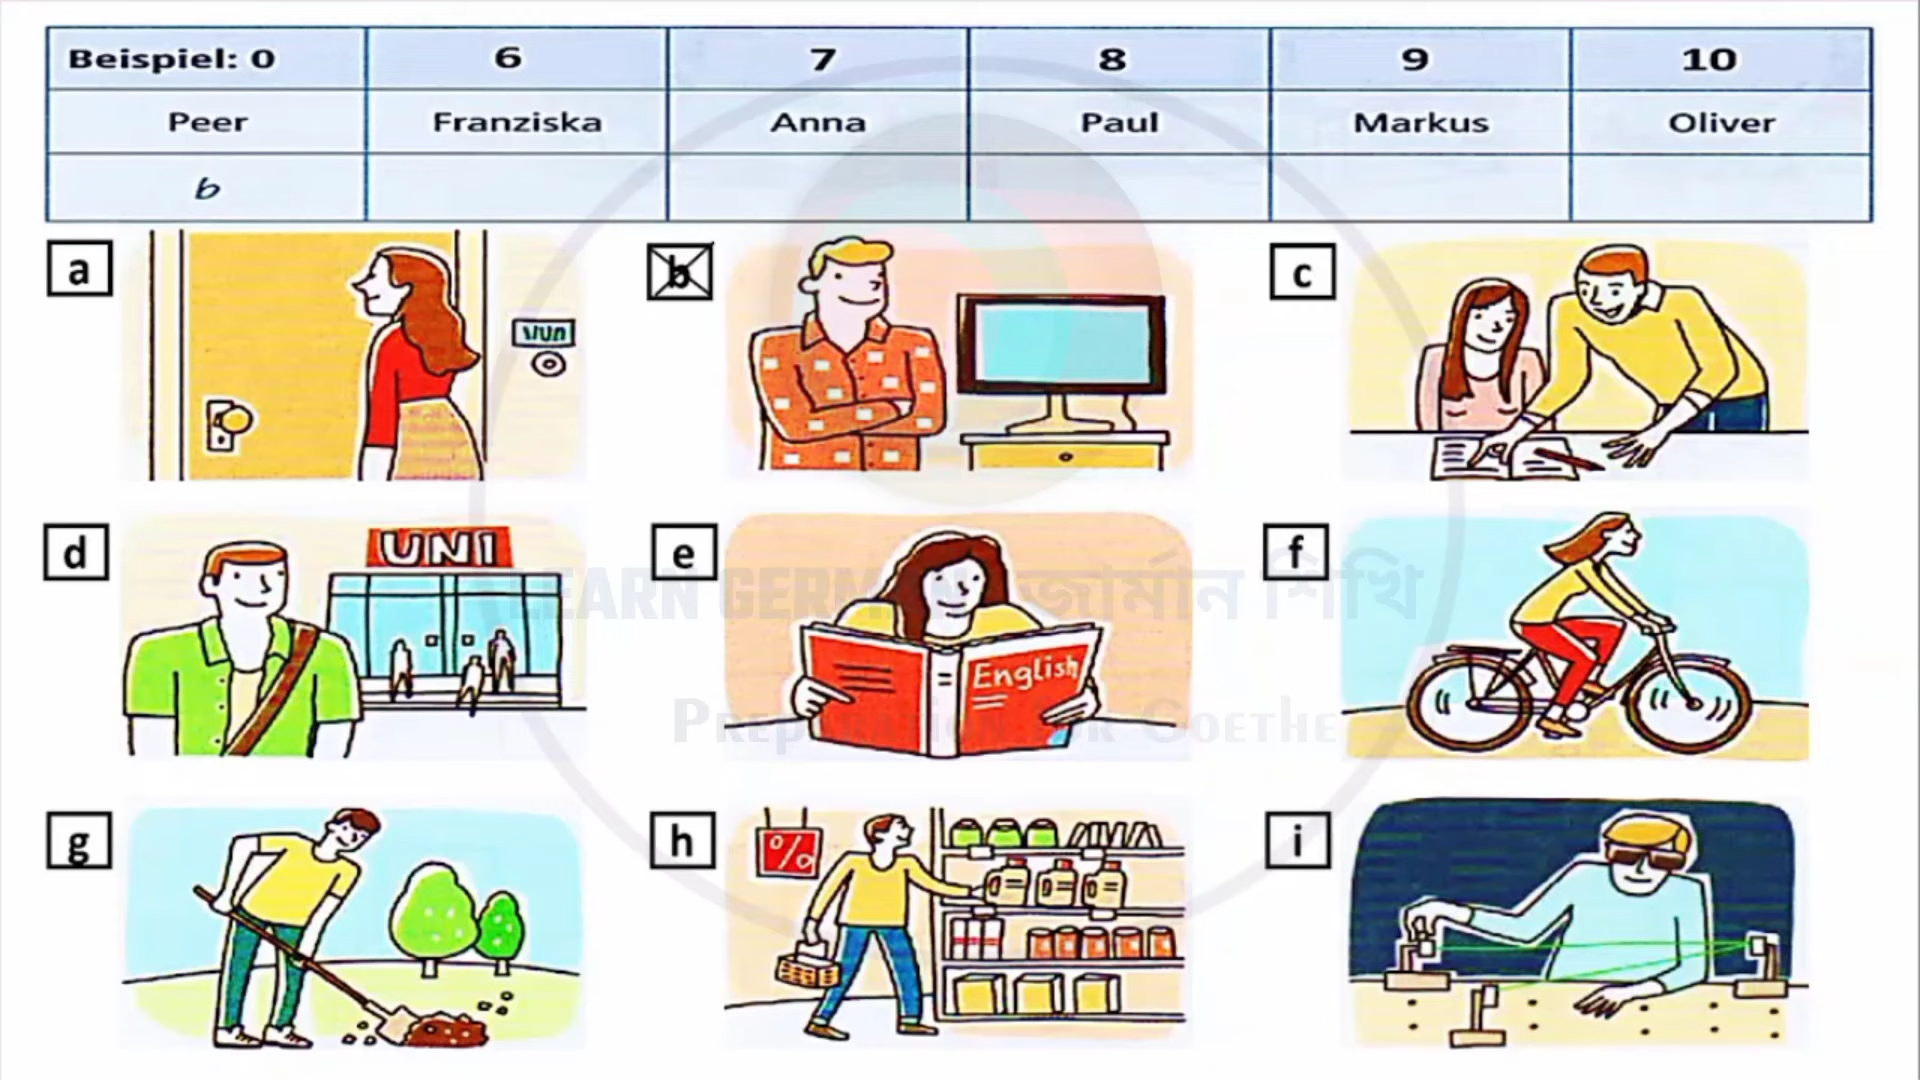 Beispiel: 0 6 7 8 9 10
Peer Franziska Anna Paul Markus Oliver
b
a b c
%
d UNI e English f
LEARN GERMAN জার্মান শিখি
PREPARATION FOR GOETHE
g h i